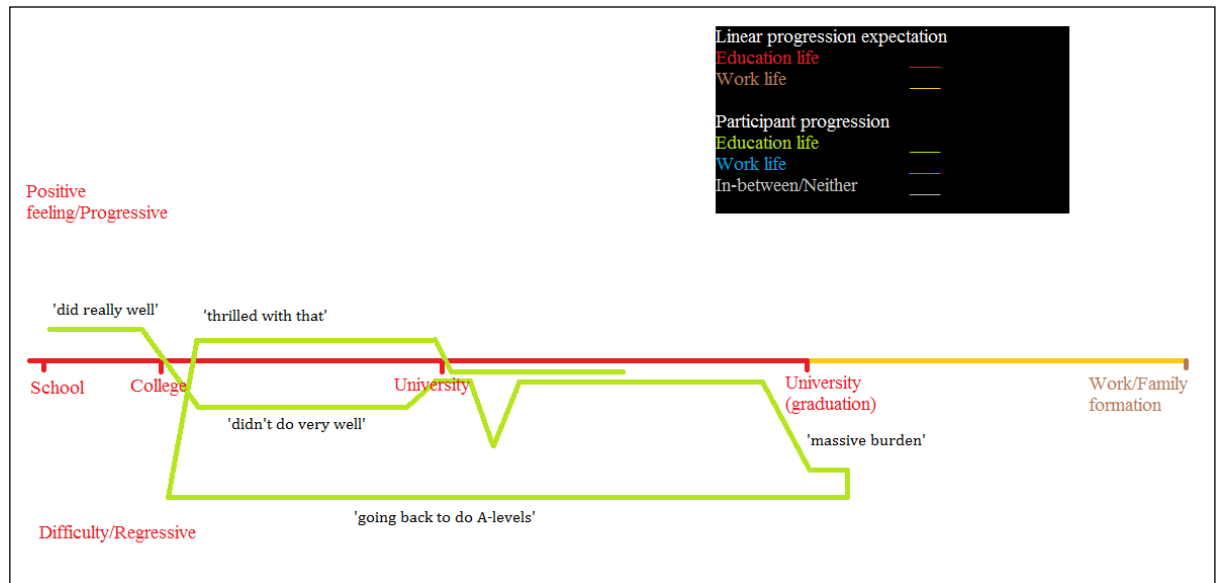 Linear progression expectation
Education life
Work life
Participant progression
Education life
Work life
In-between/Neither
Positive
feeling/Progressive
'did really well'
'thrilled with that'
School
College
University
University
(graduation)
Work/Family
formation
'didn't do very well'
'massive burden'
'going back to do A-levels'
Difficulty/Regressive